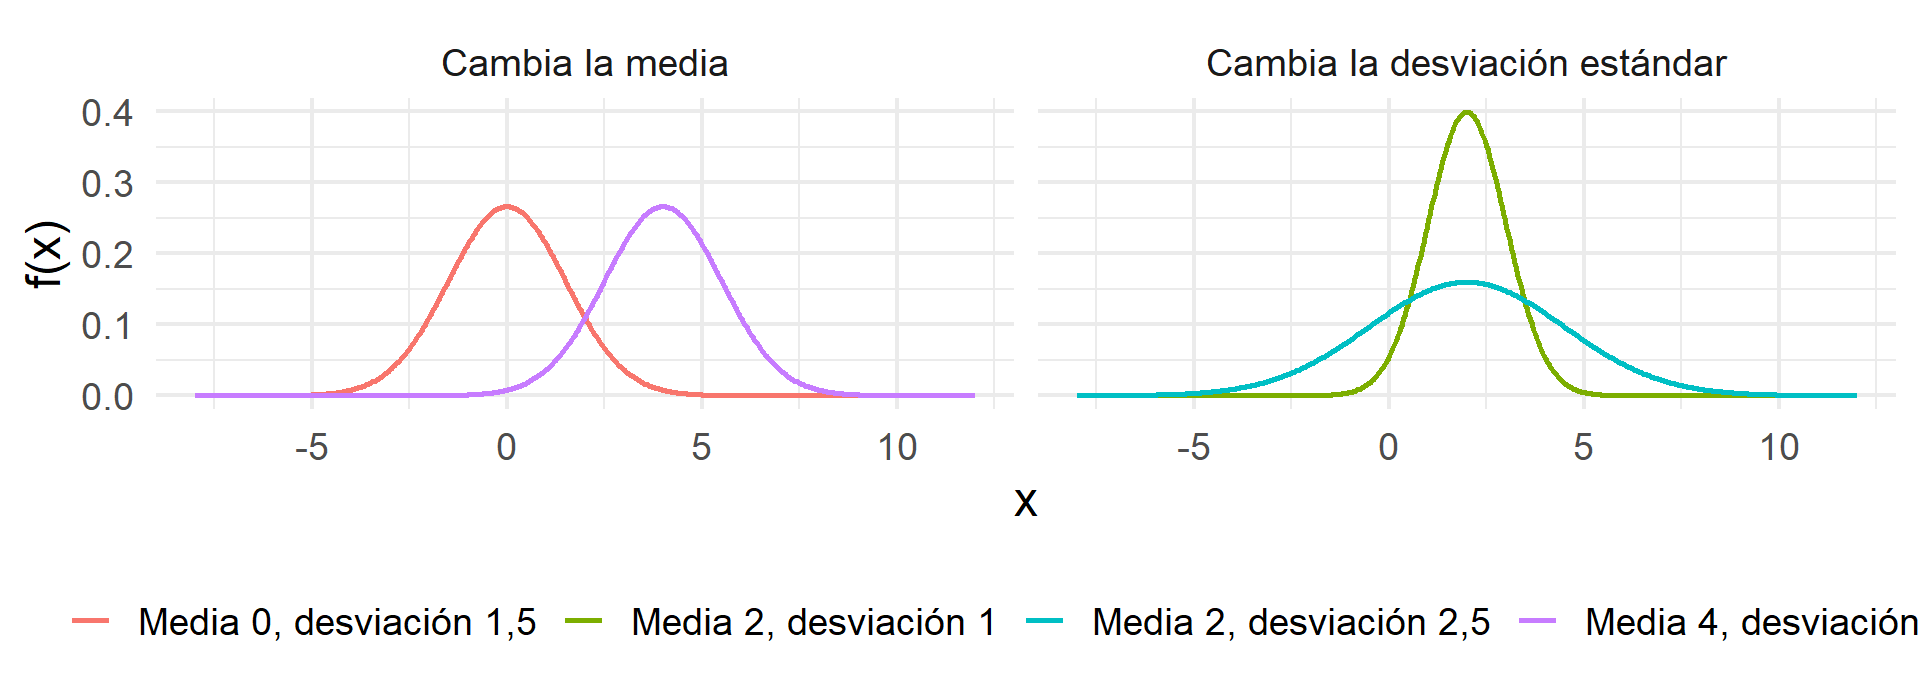 Cambia la media
Cambia la desviación estándar
f(x)
0.4
0.3
0.2
0.1
0.0
-5 0 5 10
-5 0 5 10
x
Media 0, desviación 1,5 Media 2, desviación 1 Media 2, desviación 2,5 Media 4, desviación